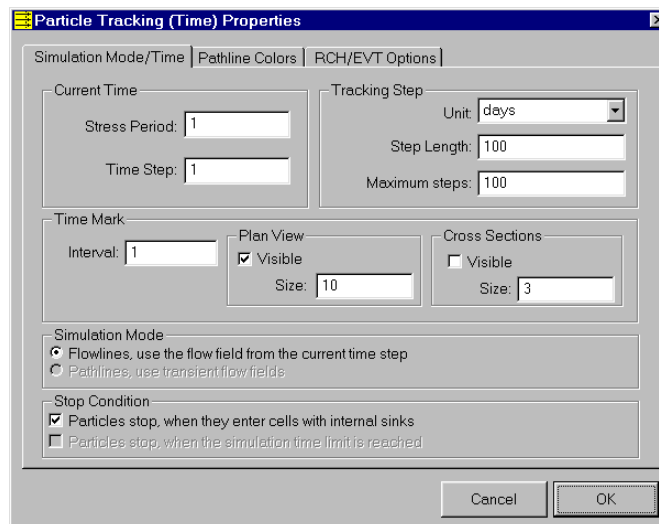 Particle Tracking (Time) Properties
Simulation Mode/Time Pathline Colors RCH/EVT Options
Current Time
Stress Period: 1
Time Step: 1
Tracking Step
Unit: days
Step Length: 100
Maximum steps: 100
Time Mark
Interval: 1
Plan View
Visible
Size: 10
Cross Sections
Visible
Size: 3
Simulation Mode
Flowlines, use the flow field from the current time step
Pathlines, use transient flow fields
Stop Condition
Particles stop, when they enter cells with internal sinks
Particles stop, when the simulation time limit is reached
Cancel OK